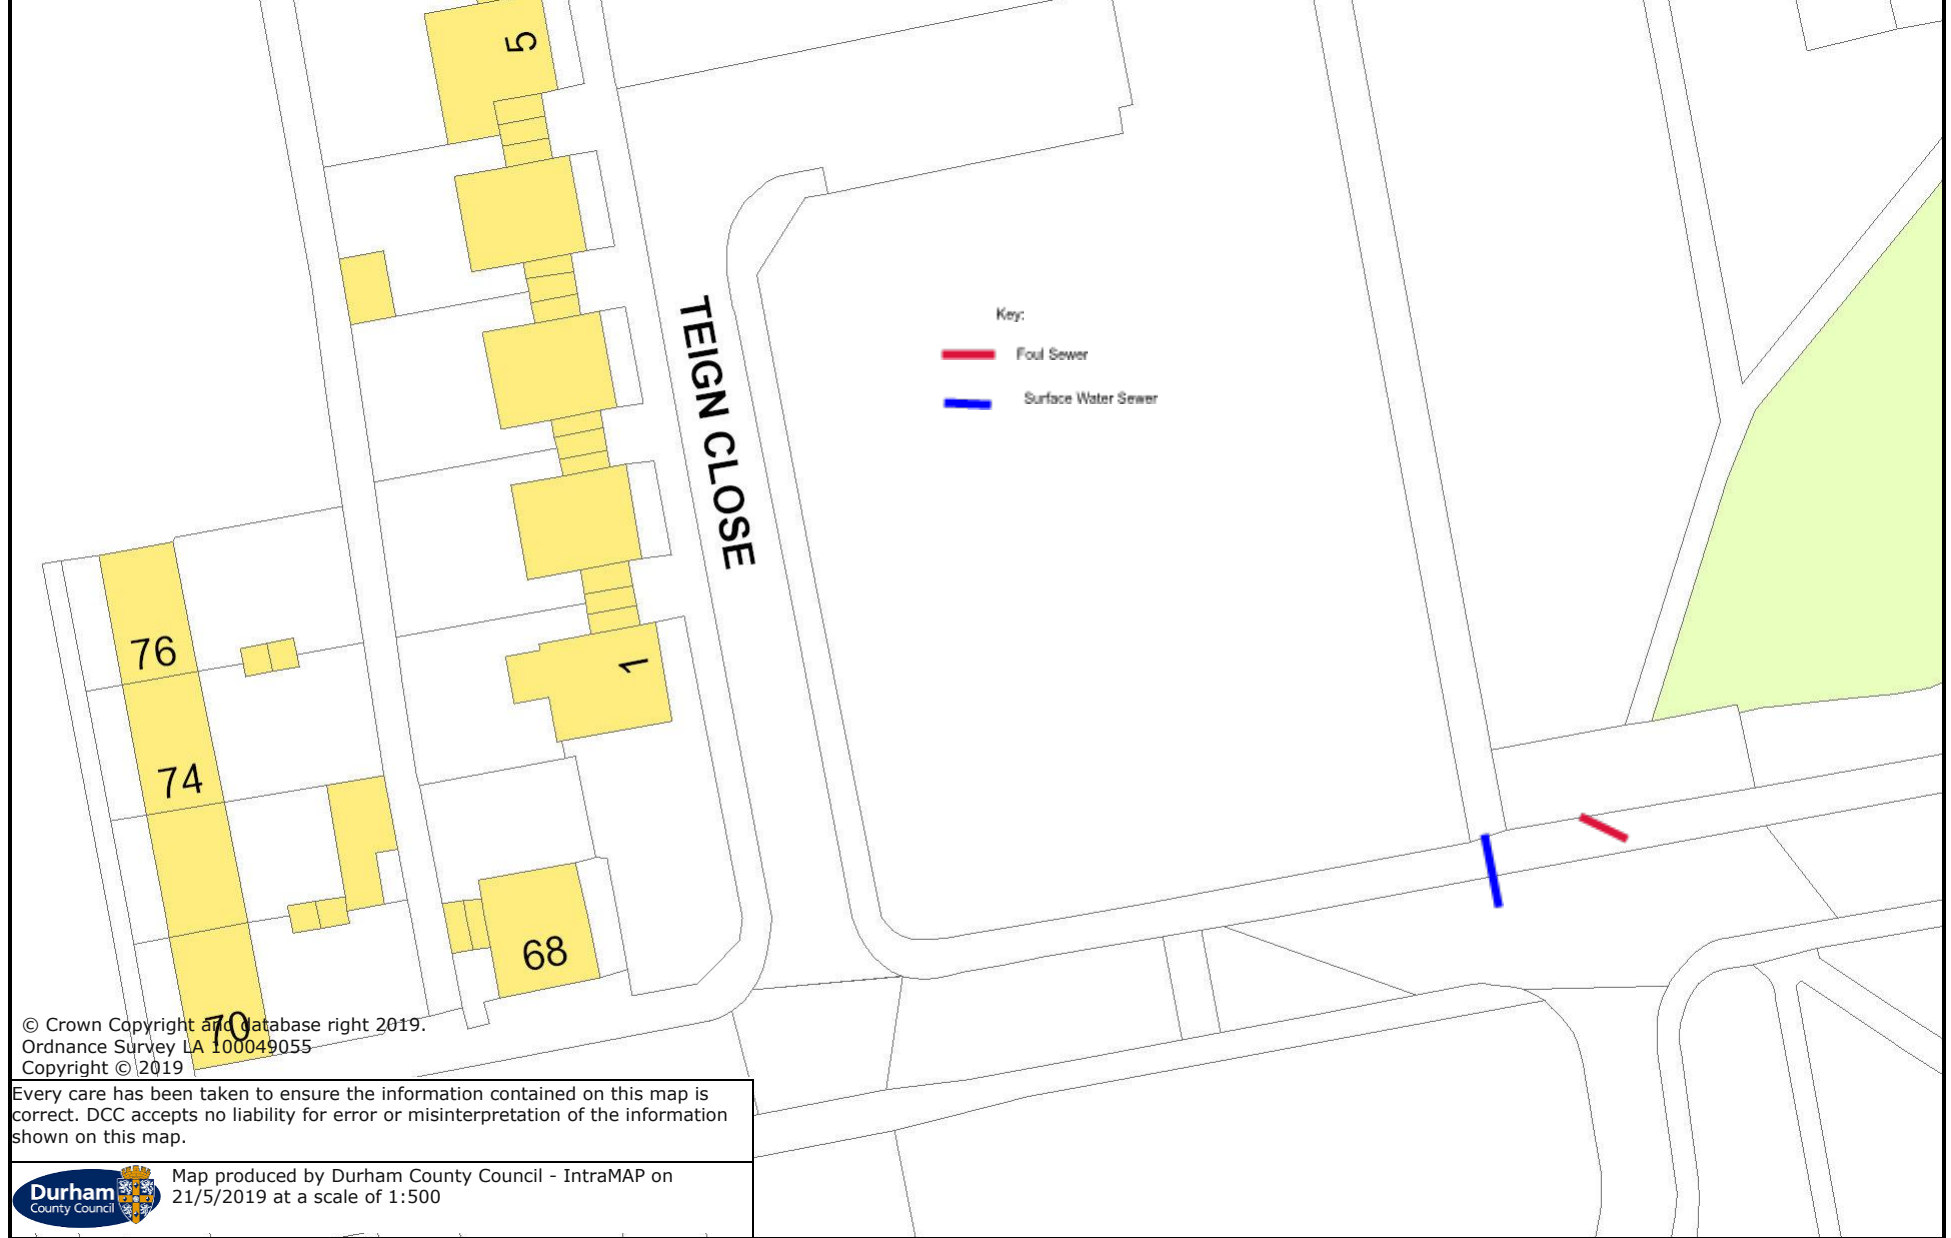 5
Key:
Foul Sewer
Surface Water Sewer
TEIGN CLOSE
76
1
74
68
70
© Crown Copyright and database right 2019.
Ordnance Survey LA 100049055
Copyright © 2019
Every care has been taken to ensure the information contained on this map is
correct. DCC accepts no liability for error or misinterpretation of the information
shown on this map.
Durham
County Council
Map produced by Durham County Council - IntraMAP on
21/5/2019 at a scale of 1:500